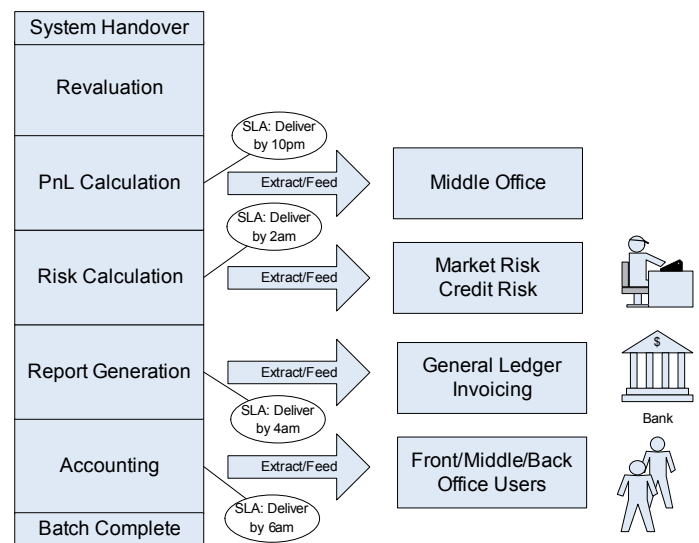 System Handover
Revaluation
SLA: Deliver
by 10pm
PnL Calculation
Extract/Feed
Middle Office
SLA: Deliver
by 2am
Risk Calculation
Extract/Feed
Market Risk
Credit Risk
Report Generation
Extract/Feed
General Ledger
Invoicing
$
Bank
SLA: Deliver
by 4am
Accounting
Extract/Feed
Front/Middle/Back
Office Users
SLA: Deliver
by 6am
Batch Complete